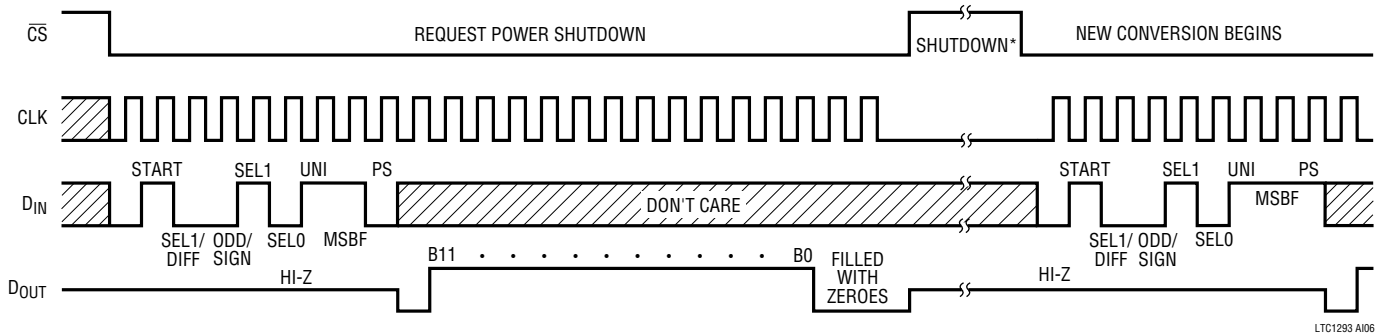 CS
REQUEST POWER SHUTDOWN
SHUTDOWN*
NEW CONVERSION BEGINS
CLK
START
SEL1
UNI
PS
START
SEL1
UNI
PS
DIN
DON'T CARE
MSBF
SEL1/
DIFF
ODD/
SIGN
SEL0
MSBF
SEL1/
DIFF
ODD/
SIGN
SEL0
B11
B0
FILLED
WITH
ZEROES
HI-Z
HI-Z
DOUT
LTC1293 AI06